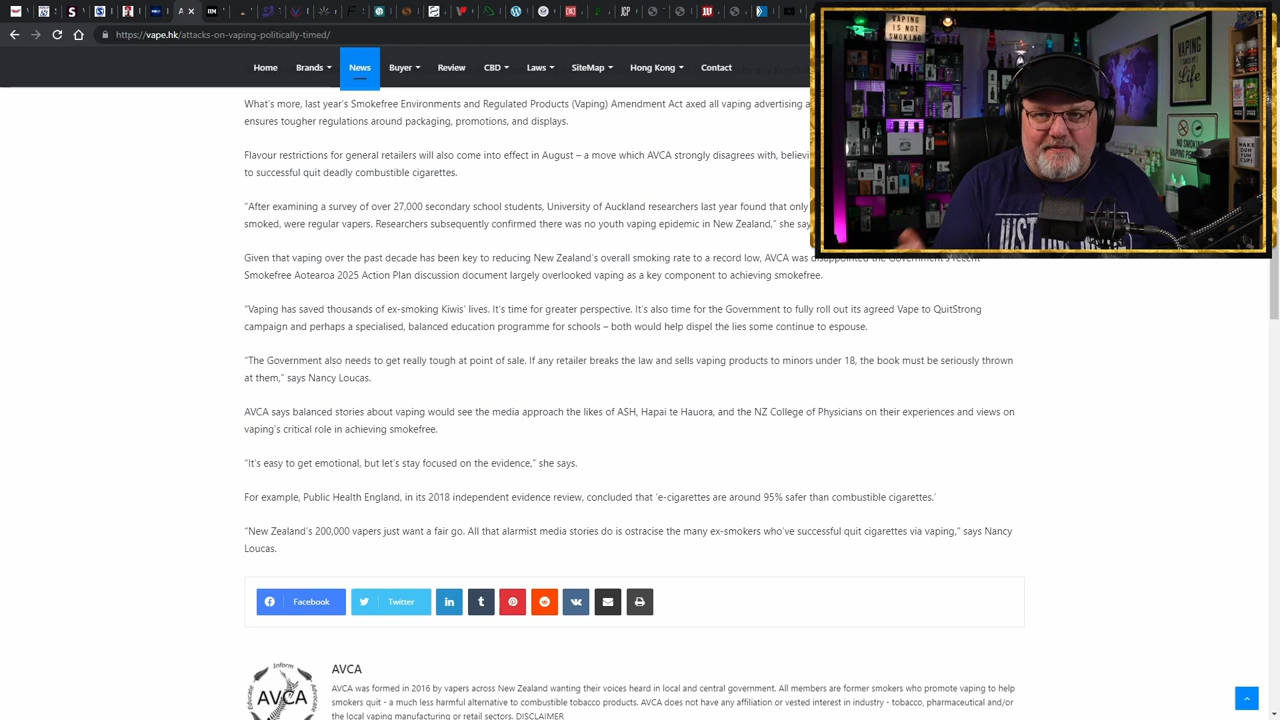 VAPING
IS NOT
SMOKING
VAPING
Life
NO SMOKING
WAKE
DUH
FUH
CUP!
JUST
Home
News
Buyer
Review
CBD
Laws
SiteMap
Hong Kong
Contact
What's more, last year's Smokefree Environments and Regulated Products (Vaping) Amendment Act axed all vaping advertising
ensures tougher regulations around packaging, promotions, and displays.
Flavour restrictions for general retailers will also come into effect in August – a move which AVCA strongly disagrees with,
to successful quit deadly combustible cigarettes.
"After examining a survey of over 27,000 secondary school students, University of Auckland researchers last year found that only
smoked, were regular vapers. Researchers subsequently confirmed there was no youth vaping epidemic in New Zealand," she
Given that vaping over the past decade has been key to reducing New Zealand's overall smoking rate to a record low, AVCA was disappointed the Government's recent
Smokefree Aotearoa 2025 Action Plan discussion document largely overlooked vaping as a key component to achieving smokefree.
"Vaping has saved thousands of ex-smoking Kiwis' lives. It's time for greater perspective. It's also time for the Government to fully roll out its agreed Vape to QuitStrong
campaign and perhaps a specialised, balanced education programme for schools – both would help dispel the lies some continue to espouse.
"The Government also needs to get really tough at point of sale. If any retailer breaks the law and sells vaping products to minors under 18, the book must be seriously thrown
at them," says Nancy Loucas.
AVCA says balanced stories about vaping would see the media approach the likes of ASH, Hapai te Hauora, and the NZ College of Physicians on their experiences and views on
vaping's critical role in achieving smokefree.
"It's easy to get emotional, but let's stay focused on the evidence," she says.
For example, Public Health England, in its 2018 independent evidence review, concluded that 'e-cigarettes are around 95% safer than combustible cigarettes.'
"New Zealand's 200,000 vapers just want a fair go. All that alarmist media stories do is ostracise the many ex-smokers who've successful quit cigarettes via vaping," says Nancy
Loucas.
Facebook
Twitter
Inform
Educate
AVCA
AVCA
AVCA was formed in 2016 by vapers across New Zealand wanting their voices heard in local and central government. All members are former smokers who promote vaping to help
smokers quit - a much less harmful alternative to combustible tobacco products. AVCA does not have any affiliation or vested interest in industry - tobacco, pharmaceutical and/or
the local vaping manufacturing or retail sectors. DISCLAIMER